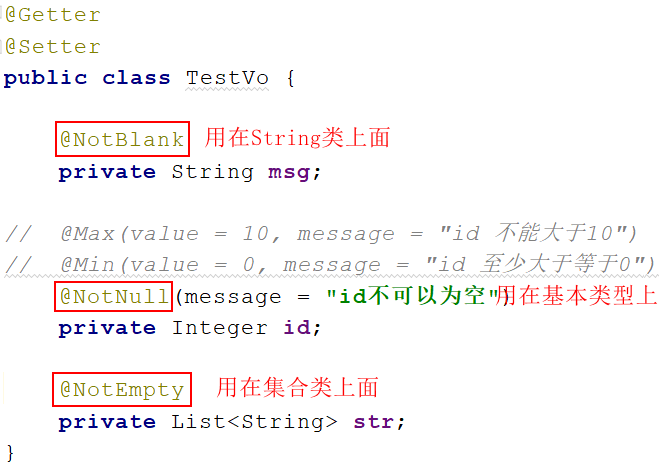 @Getter
@Setter
public class TestVo {
@NotBlank 用在String类上面
private String msg;
// @Max(value = 10, message = "id 不能大于10")
// @Min(value = 0, message = "id 至少大于等于0")
@NotNull(message = "id不可以为空") 用在基本类型上
private Integer id;
@NotEmpty 用在集合类上面
private List<String> str;
}